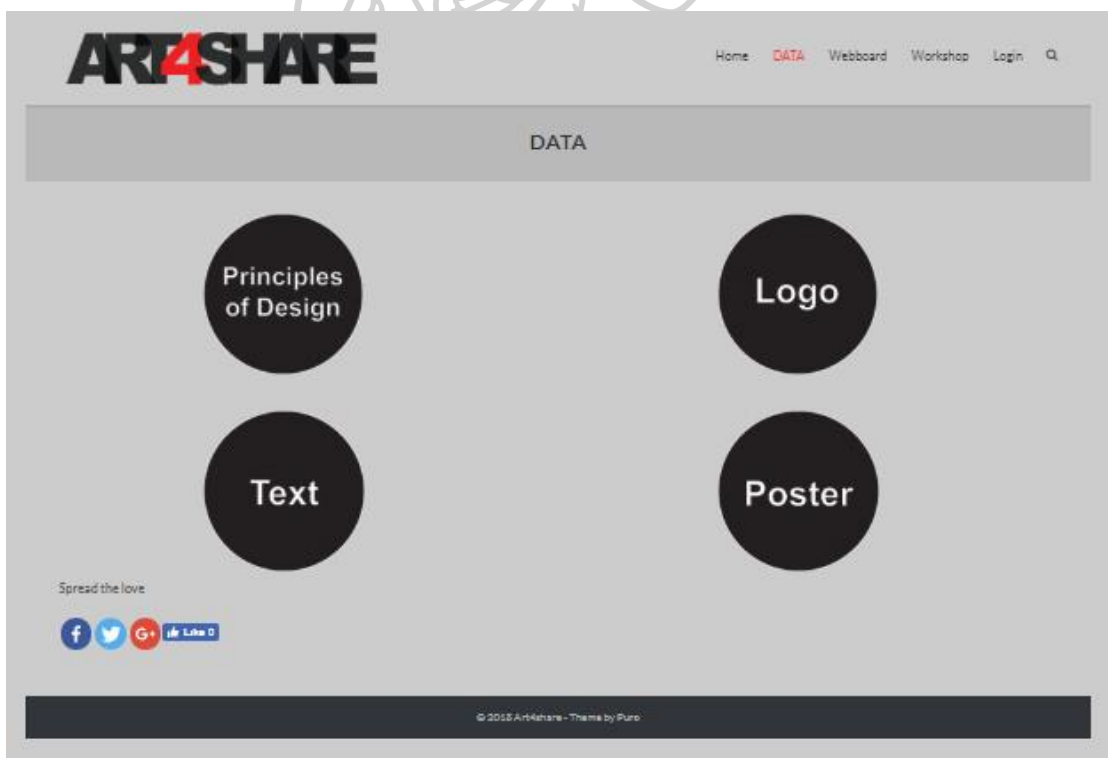 ART4SHARE
Home DATA Webboard Workshop Login
DATA
Principles
of Design
Logo
Text
Poster
Spread the love
f G+ Like 0
© 2018 Art4share - Theme by Puro